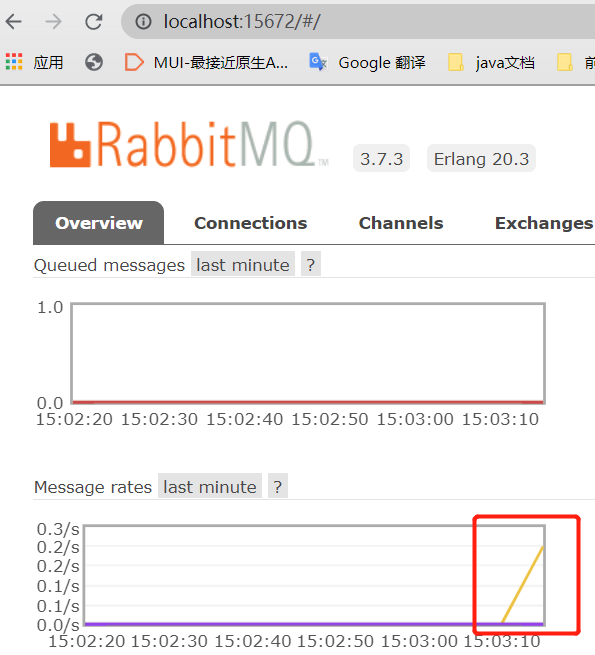 localhost:15672/#/
应用 MUI-最接近原生A... Google 翻译 java文档 前
RabbitMQ TM 3.7.3 Erlang 20.3
Overview Connections Channels Exchanges
Queued messages last minute ?
1.0
0.0
15:02:20 15:02:30 15:02:40 15:02:50 15:03:00 15:03:10
Message rates last minute ?
0.3/s
0.2/s
0.2/s
0.1/s
0.1/s
0.0/s
15:02:20 15:02:30 15:02:40 15:02:50 15:03:00 15:03:10